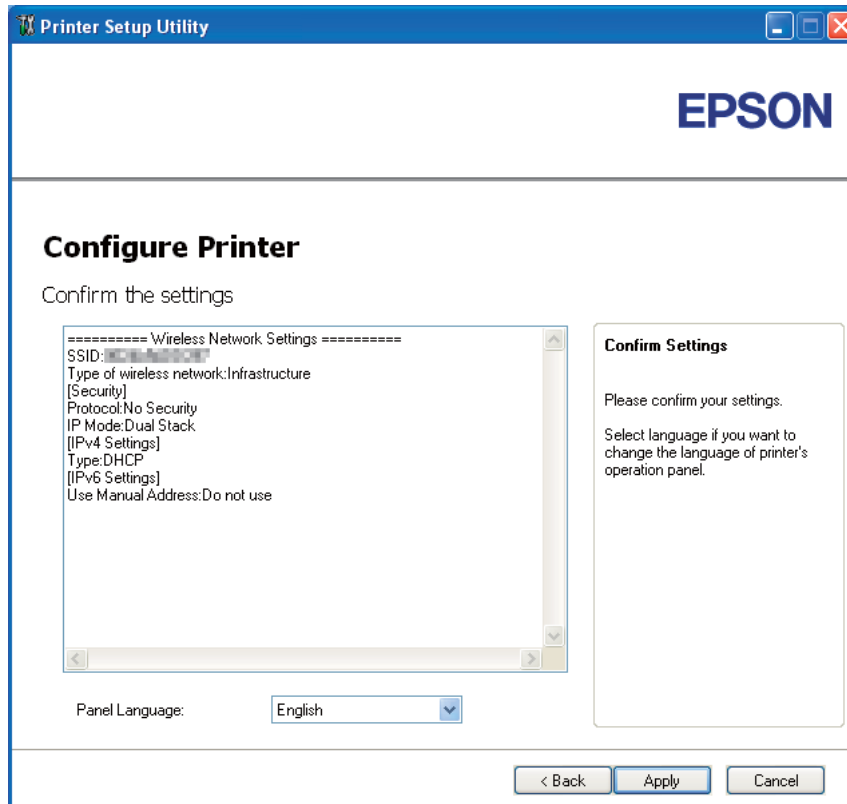 Printer Setup Utility
EPSON
Configure Printer
Confirm the settings
========== Wireless Network Settings ==========
SSID:
Type of wireless network:Infrastructure
[Security]
Protocol:No Security
IP Mode:Dual Stack
[IPv4 Settings]
Type:DHCP
[IPv6 Settings]
Use Manual Address:Do not use
Confirm Settings
Please confirm your settings.
Select language if you want to
change the language of printer's
operation panel.
Panel Language: English
< Back Apply Cancel